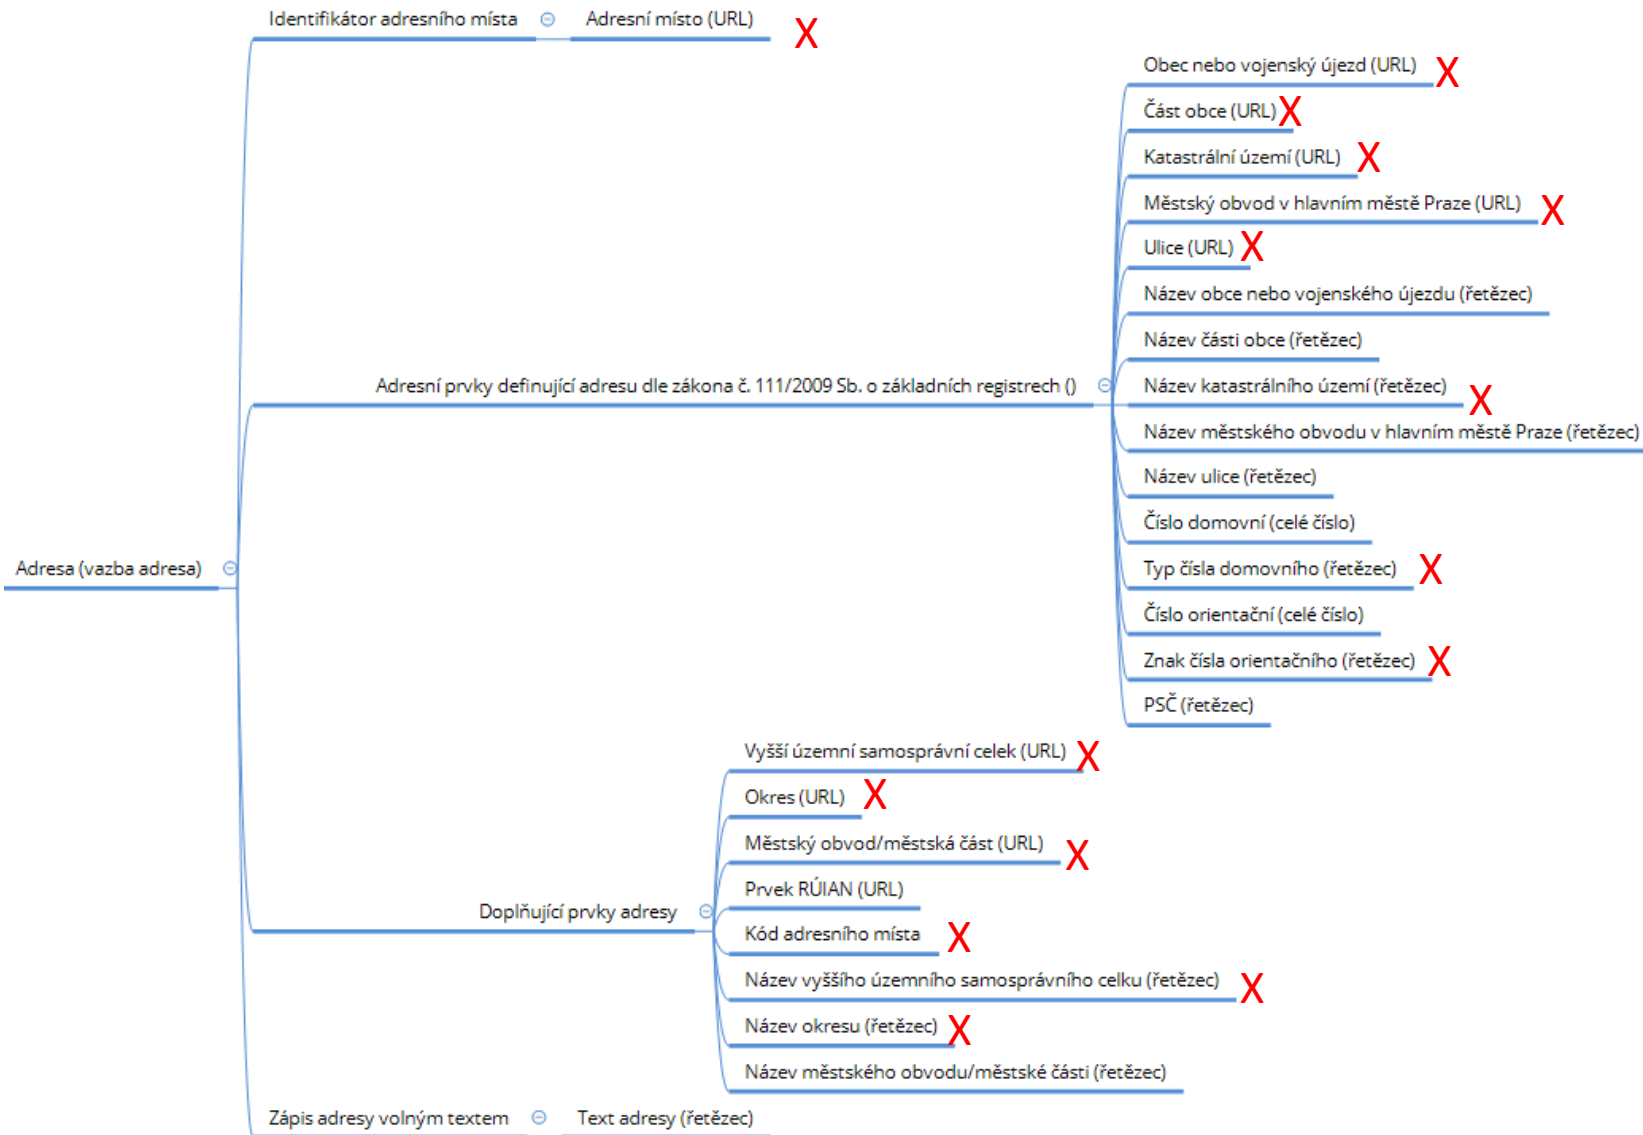 Identifikátor adresního místa
Adresní místo (URL) X
Obec nebo vojenský újezd (URL) X
Část obce (URL) X
Katastrální území (URL) X
Městský obvod v hlavním městě Praze (URL) X
Ulice (URL) X
Název obce nebo vojenského újezdu (řetězec)
Název části obce (řetězec)
Adresní prvky definující adresu dle zákona č. 111/2009 Sb. o základních registrech ()
Název katastrálního území (řetězec) X
Název městského obvodu v hlavním městě Praze (řetězec)
Název ulice (řetězec)
Číslo domovní (celé číslo)
Adresa (vazba adresa)
Typ čísla domovního (řetězec) X
Číslo orientační (celé číslo)
Znak čísla orientačního (řetězec) X
PSČ (řetězec)
Vyšší územní samosprávní celek (URL) X
Okres (URL) X
Městský obvod/městská část (URL) X
Prvek RÚIAN (URL)
Doplňující prvky adresy
Kód adresního místa X
Název vyššího územního samosprávního celku (řetězec) X
Název okresu (řetězec) X
Název městského obvodu/městské části (řetězec)
Zápis adresy volným textem
Text adresy (řetězec)